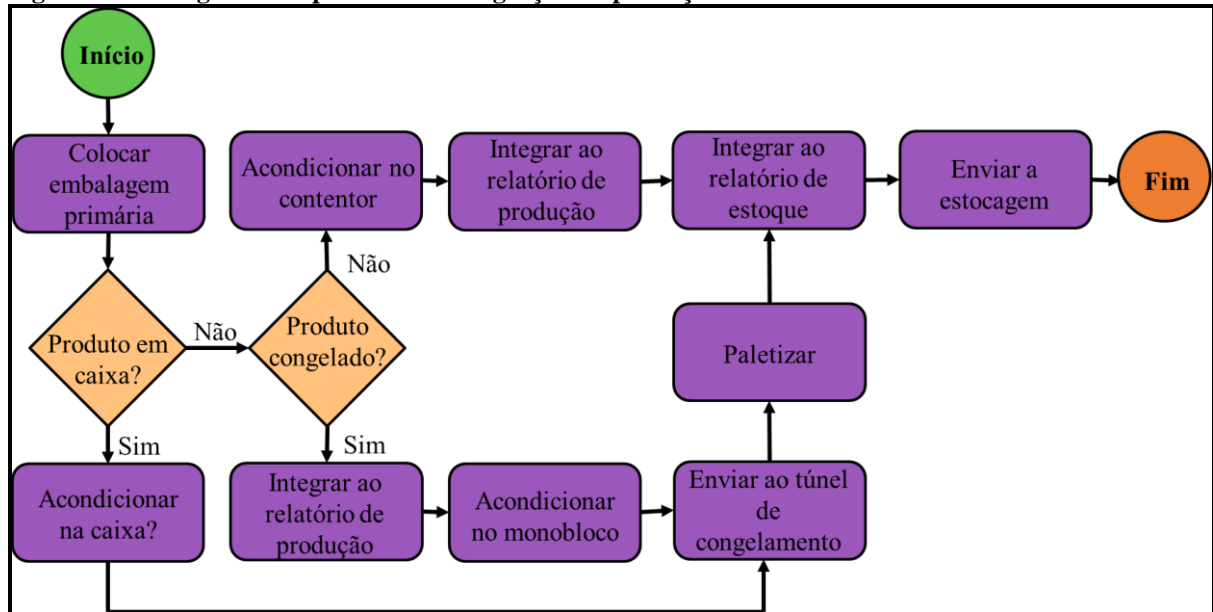 Início
Colocar
embalagem
primária
Acondicionar no
contentor
Integrar ao
relatório de
produção
Integrar ao
relatório de
estoque
Enviar a
estocagem
Fim
Não
Produto em
caixa?
Não
Produto
congelado?
Paletizar
Sim
Sim
Acondicionar
na caixa?
Integrar ao
relatório de
produção
Acondicionar
no monobloco
Enviar ao túnel
de
congelamento